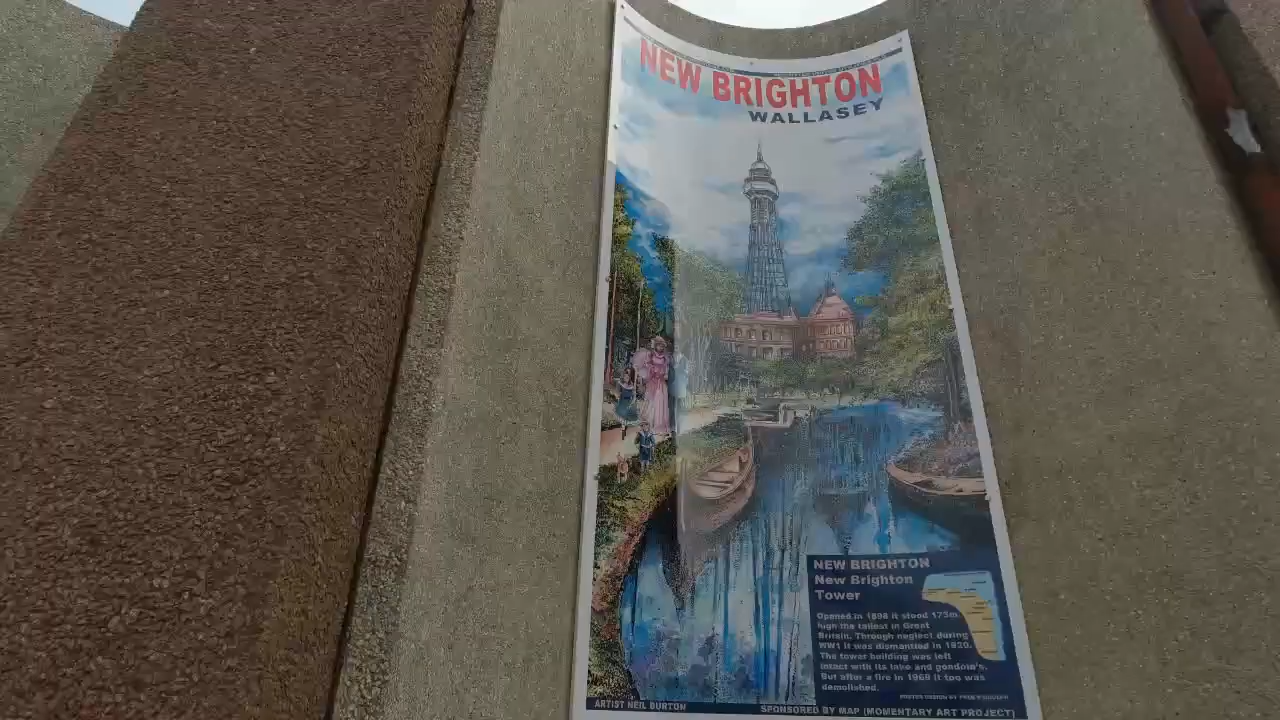 NEW BRIGHTON
WALLASEY
NEW BRIGHTON
New Brighton
Tower
Opened in 1898 it stood 173m
high the tallest in Great
Britain. Through neglect during
WW1 it was dismantled in 1920.
The tower building was left
intact with its lake and gondola's.
But after a fire in 1969 it too was
demolished.
ARTIST NEIL BURTON
SPONSORED BY MAP (MOMENTARY ART PROJECT)